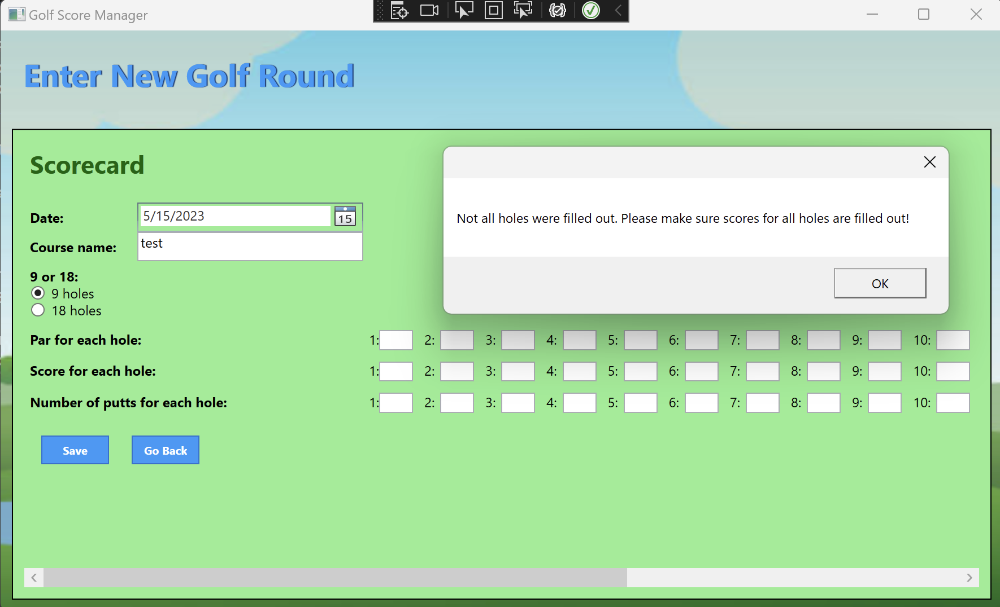 Golf Score Manager
Enter New Golf Round
Scorecard
Date: 5/15/2023 15
Course name: test
9 or 18:
9 holes
18 holes
Not all holes were filled out. Please make sure scores for all holes are filled out!
OK
Par for each hole: 1: 2: 3: 4: 5: 6: 7: 8: 9: 10:
Score for each hole: 1: 2: 3: 4: 5: 6: 7: 8: 9: 10:
Number of putts for each hole: 1: 2: 3: 4: 5: 6: 7: 8: 9: 10:
Save Go Back